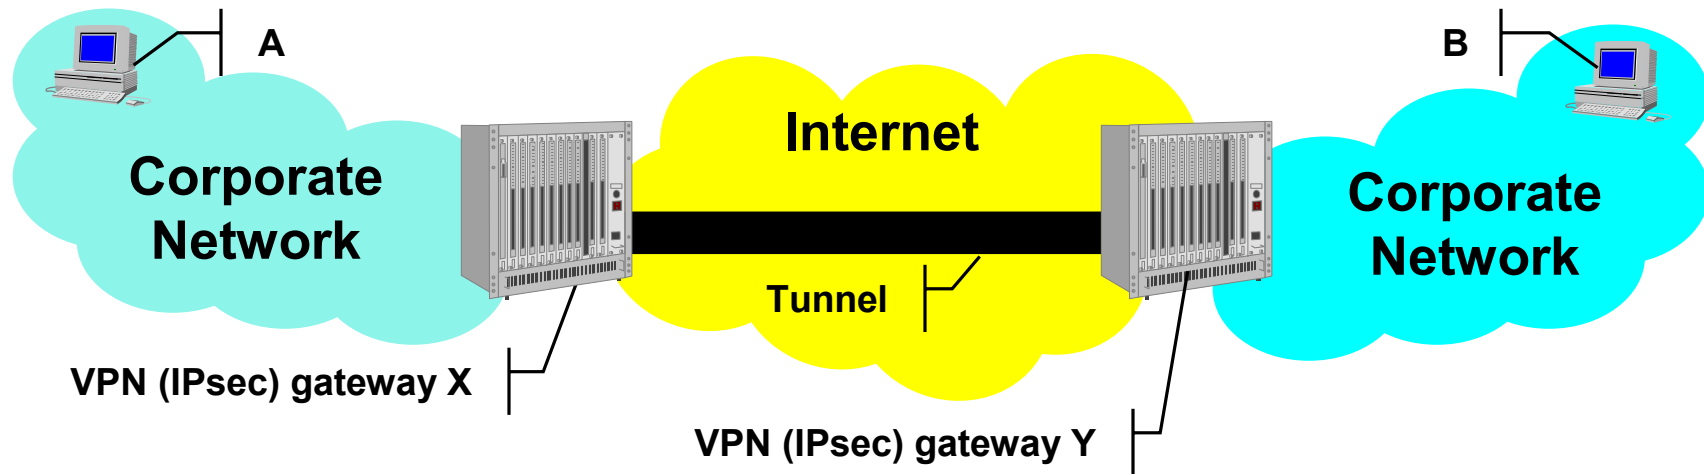 A
B
Internet
Corporate
Network
Corporate
Network
Tunnel
VPN (IPsec) gateway X
VPN (IPsec) gateway Y